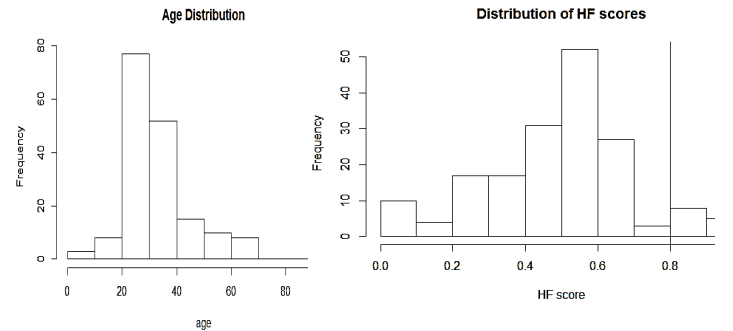 Age Distribution
Frequency
80
60
40
20
0
0 20 40 60 80
age
Distribution of HF scores
Frequency
50
40
30
20
10
0
0.0 0.2 0.4 0.6 0.8
HF score